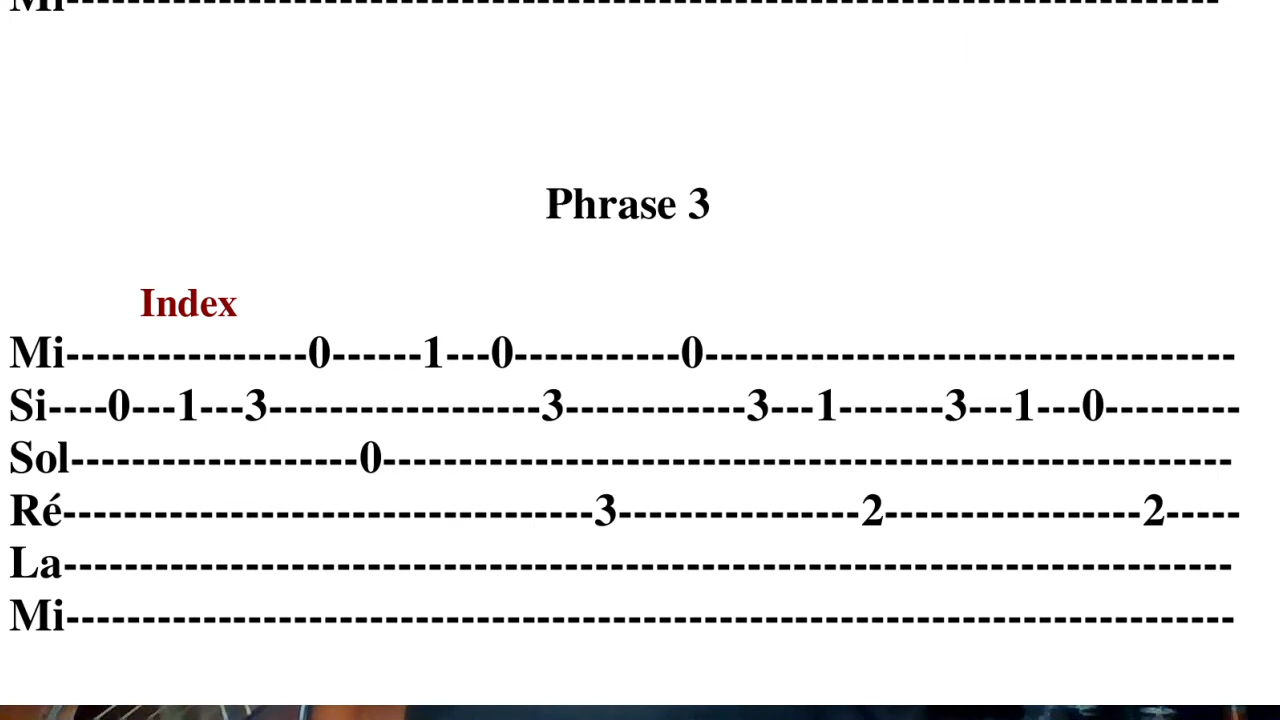 Mi-----------------------------------------------------------------------------
Phrase 3
Index
Mi----------------0------1---0-----------0-----------------------------------
Si----0---1---3------------------3------------3---1-------3---1---0---------
Sol-------------------0--------------------------------------------------------
Ré-----------------------------------3----------------2-----------------2-----
La-----------------------------------------------------------------------------
Mi-----------------------------------------------------------------------------